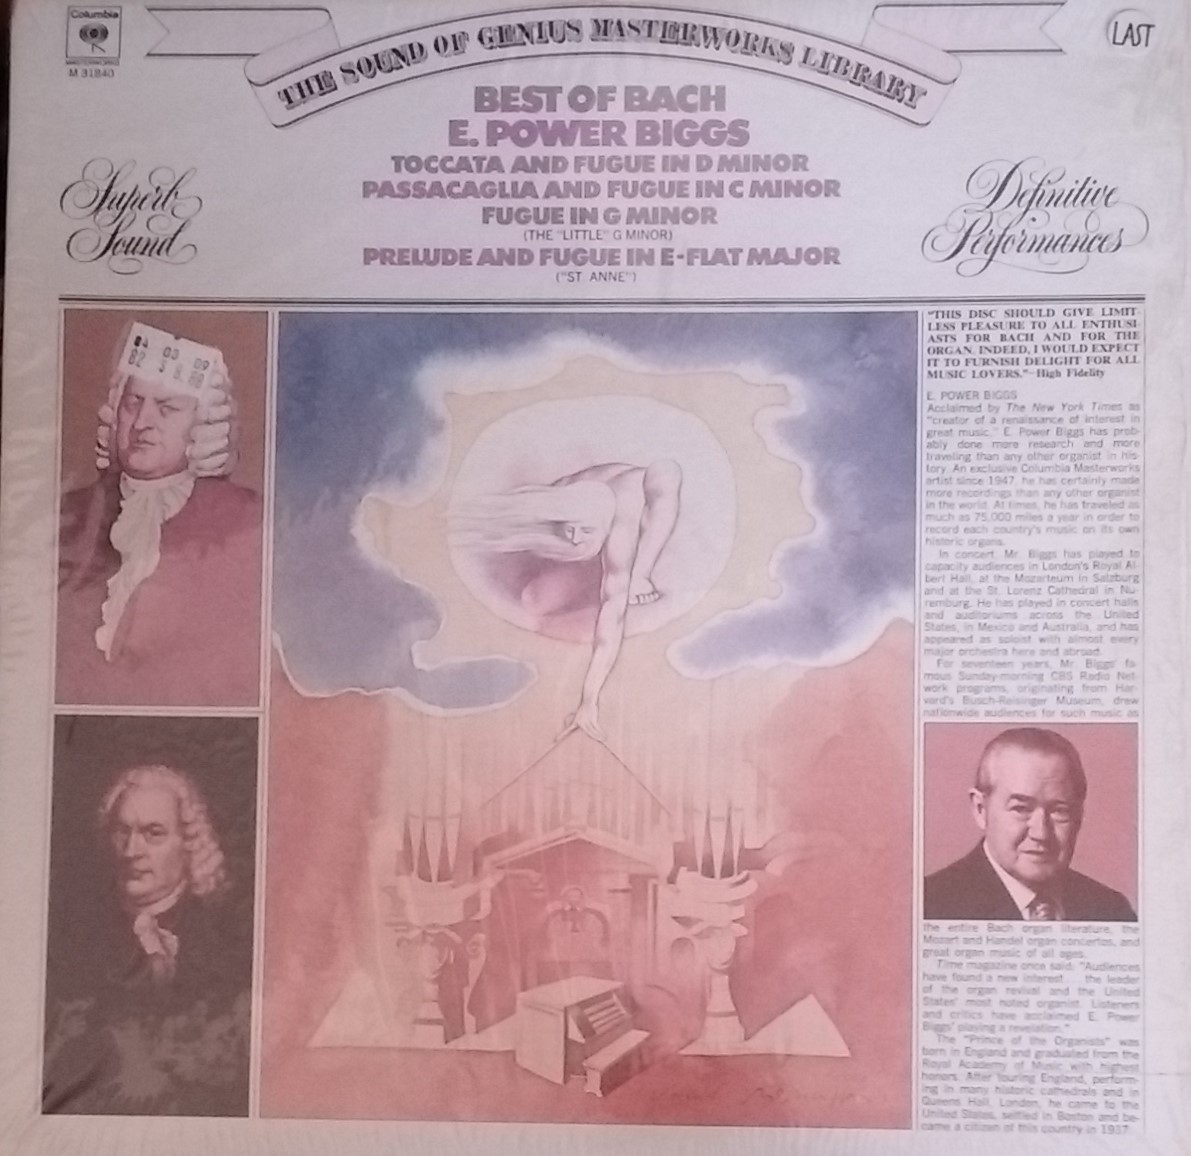 Columbia
MASTERWORKS
M 31840
THE SOUND OF GENIUS MASTERWORKS LIBRARY
LAST
BEST OF BACH
E. POWER BIGGS
TOCCATA AND FUGUE IN D MINOR
PASSACAGLIA AND FUGUE IN C MINOR
FUGUE IN G MINOR
(THE "LITTLE" G MINOR)
PRELUDE AND FUGUE IN E-FLAT MAJOR
("ST. ANNE")
Superb
Sound
Definitive
Performances
"THIS DISC SHOULD GIVE LIMIT-
LESS PLEASURE TO ALL ENTHUSI-
ASTS FOR BACH AND FOR THE
ORGAN. INDEED, I WOULD EXPECT
IT TO FURNISH DELIGHT FOR ALL
MUSIC LOVERS."—High Fidelity
E. POWER BIGGS
Acclaimed by The New York Times as
"creator of a renaissance of interest in
great music," E. Power Biggs has prob-
ably done more research and more
traveling than any other organist in his-
tory. An exclusive Columbia Masterworks
artist since 1947, he has certainly made
more recordings than any other organist
in the world. At times, he has traveled as
much as 75,000 miles a year in order to
record each country's music on its own
historic organs.
In concert, Mr. Biggs has played to
capacity audiences in London's Royal Al-
bert Hall, at the Mozarteum in Salzburg
and at the St. Lorenz Cathedral in Nu-
remburg. He has played in concert halls
and auditoriums across the United
States, in Mexico and Australia, and has
appeared as soloist with almost every
major orchestra here and abroad.
For seventeen years, Mr. Biggs' fa-
mous Sunday-morning CBS Radio Net-
work programs, originating from Har-
vard's Busch-Reisinger Museum, drew
nationwide audiences for such music as
the entire Bach organ literature, the
Mozart and Handel organ concertos, and
great organ music of all ages.
Time magazine once said: "Audiences
have found a new interest... the leader
of the organ revival and the United
States' most noted organist. Listeners
and critics have acclaimed E. Power
Biggs' playing a revelation."
The "Prince of the Organists" was
born in England and graduated from the
Royal Academy of Music with highest
honors. After touring England, perform-
ing in many historic cathedrals and in
Queens Hall, London, he came to the
United States, settled in Boston and be-
came a citizen of this country in 1937.